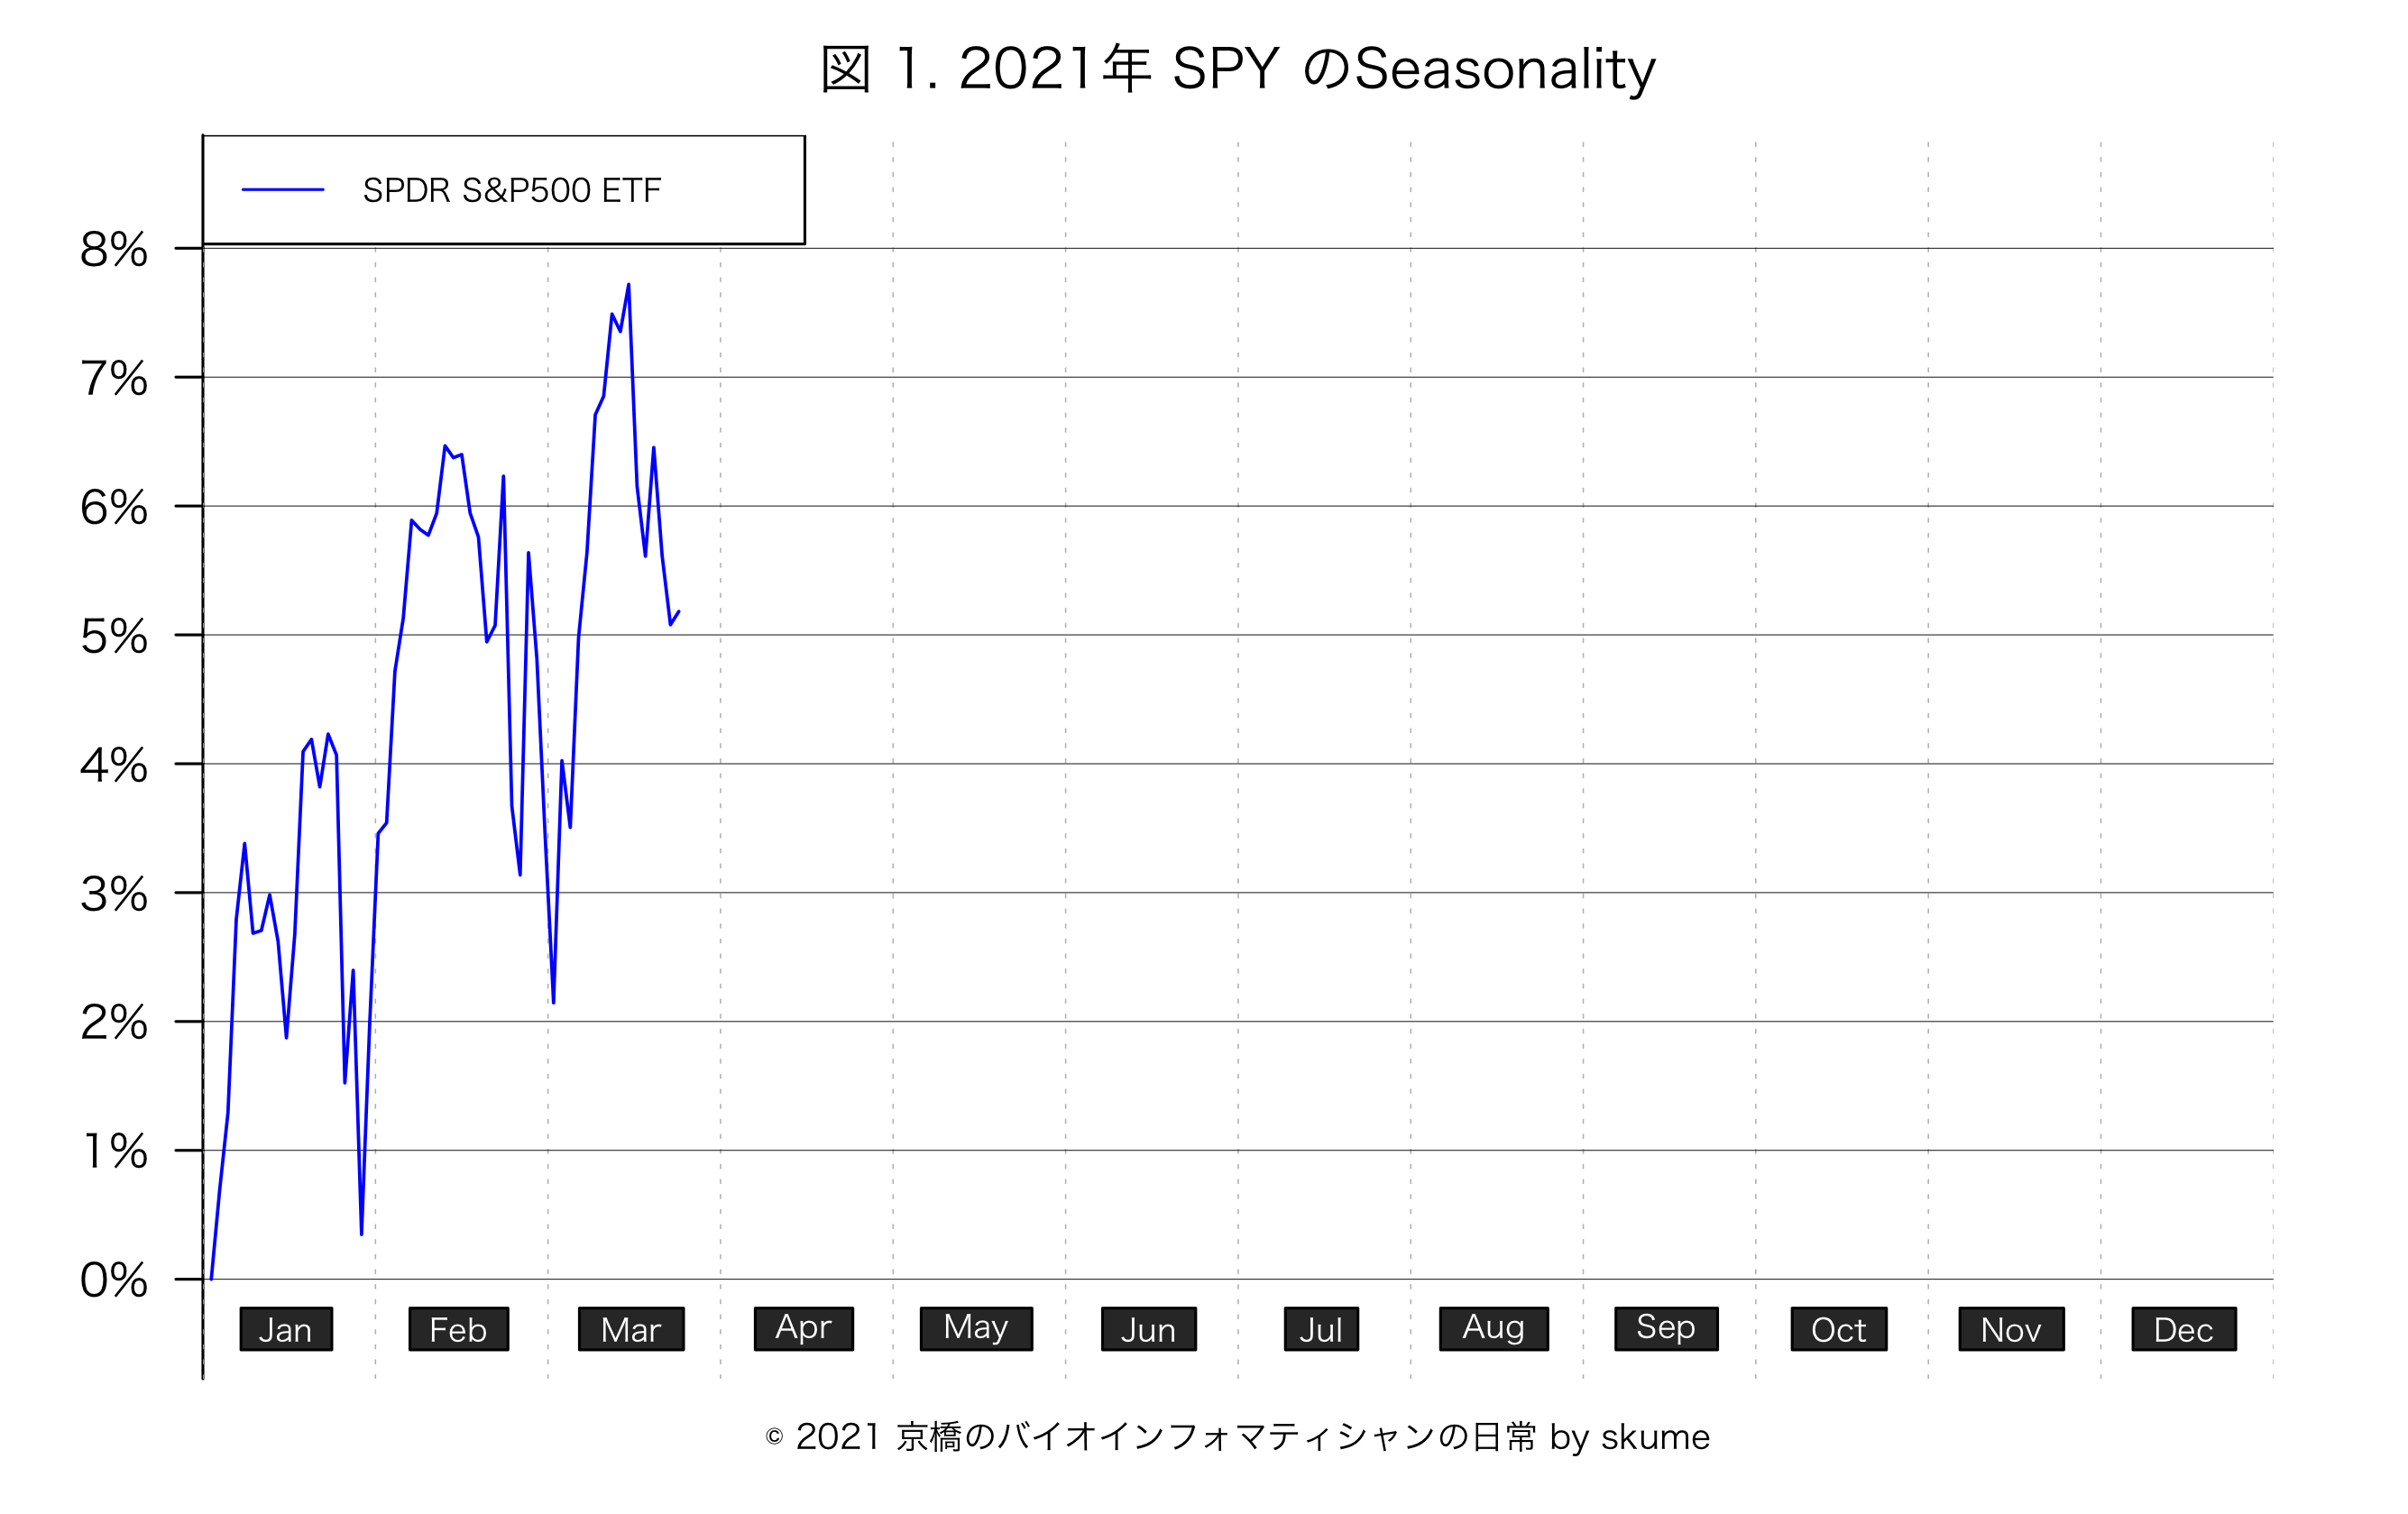 図 1. 2021年 SPY のSeasonality
SPDR S&P500 ETF
8%
7%
6%
5%
4%
3%
2%
1%
0%
Jan Feb Mar Apr May Jun Jul Aug Sep Oct Nov Dec
© 2021 京橋のバイオインフォマティシャンの日常 by skume